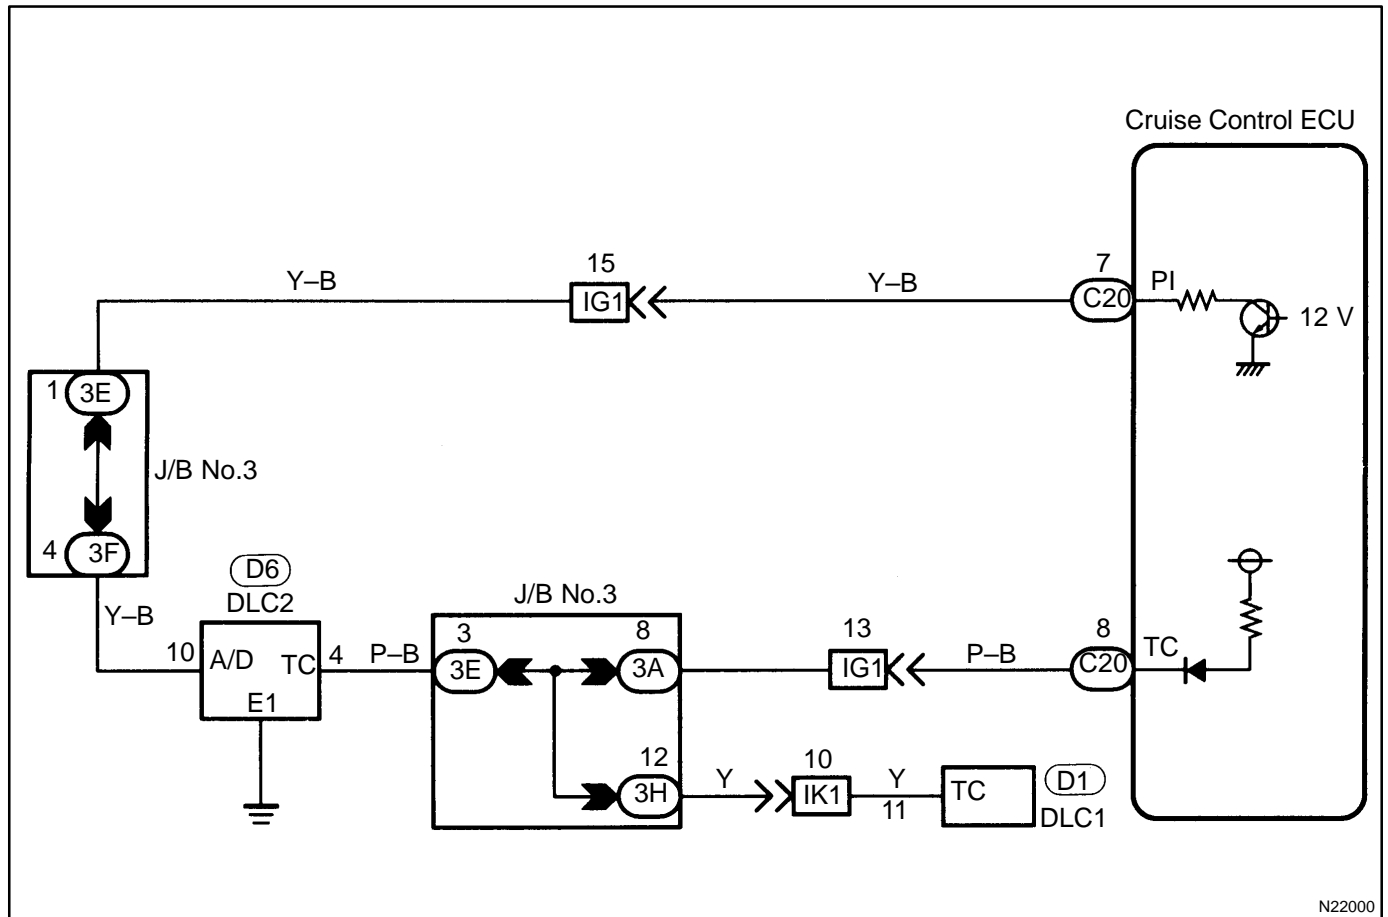 Cruise Control ECU
Y–B
15
IG1
Y–B
7
C20
PI
12 V
1
3E
J/B No.3
4
3F
Y–B
D6
DLC2
10
A/D
TC
4
E1
P–B
J/B No.3
3
3E
8
3A
13
IG1
P–B
8
C20
TC
12
3H
Y
10
IK1
Y
11
TC
D1
DLC1
N22000